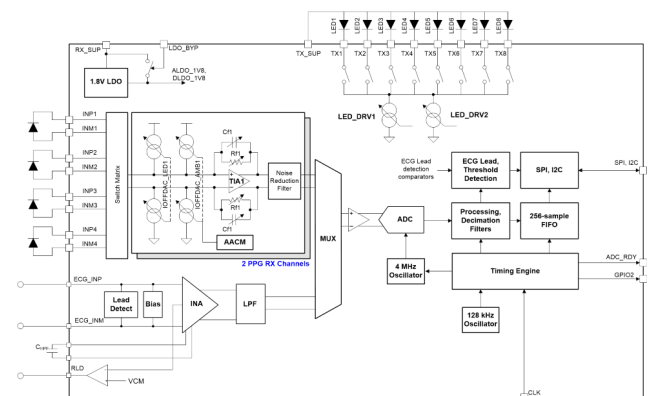 LED1 LED2 LED3 LED4 LED5 LED6 LED7 LED8
RX_SUP LDO_BYP TX_SUP TX1 TX2 TX3 TX4 TX5 TX6 TX7 TX8
1.8V LDO
ALDO_1V8,
DLDO_1V8
LED_DRV1 LED_DRV2
INP1
INM1
INP2
INM2
INP3
INM3
INP4
INM4
Switch Matrix
IOFFDAC_LED1
IOFFDAC_AMB1
Cf1
Rf1
TIA1
Rf1
Cf1
Noise
Reduction
Filter
AACM
2 PPG RX Channels
MUX
ADC
ECG Lead detection
comparators
ECG Lead,
Threshold
Detection
SPI, I2C
SPI, I2C
Processing,
Decimation
Filters
256-sample
FIFO
4 MHz
Oscillator
Timing Engine
ADC_RDY
GPIO2
128 kHz
Oscillator
CLK
ECG_INP
Lead
Detect
Bias
INA
LPF
ECG_INM
RLD
VCM